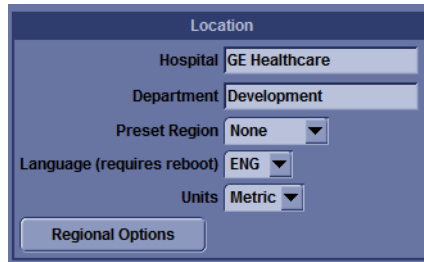 Location
Hospital GE Healthcare
Department Development
Preset Region None
Language (requires reboot) ENG
Units Metric
Regional Options